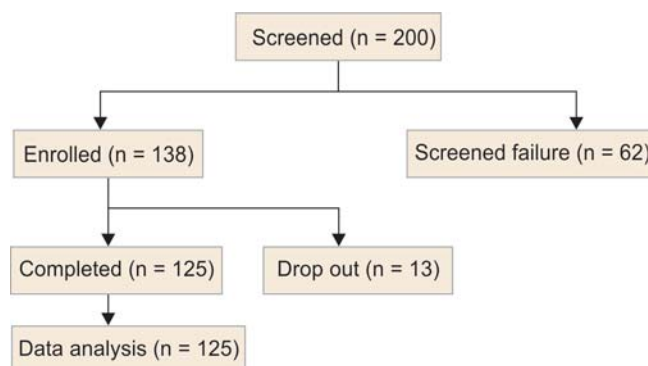 Screened (n = 200)
Enrolled (n = 138)
Screened failure (n = 62)
Completed (n = 125)
Drop out (n = 13)
Data analysis (n = 125)